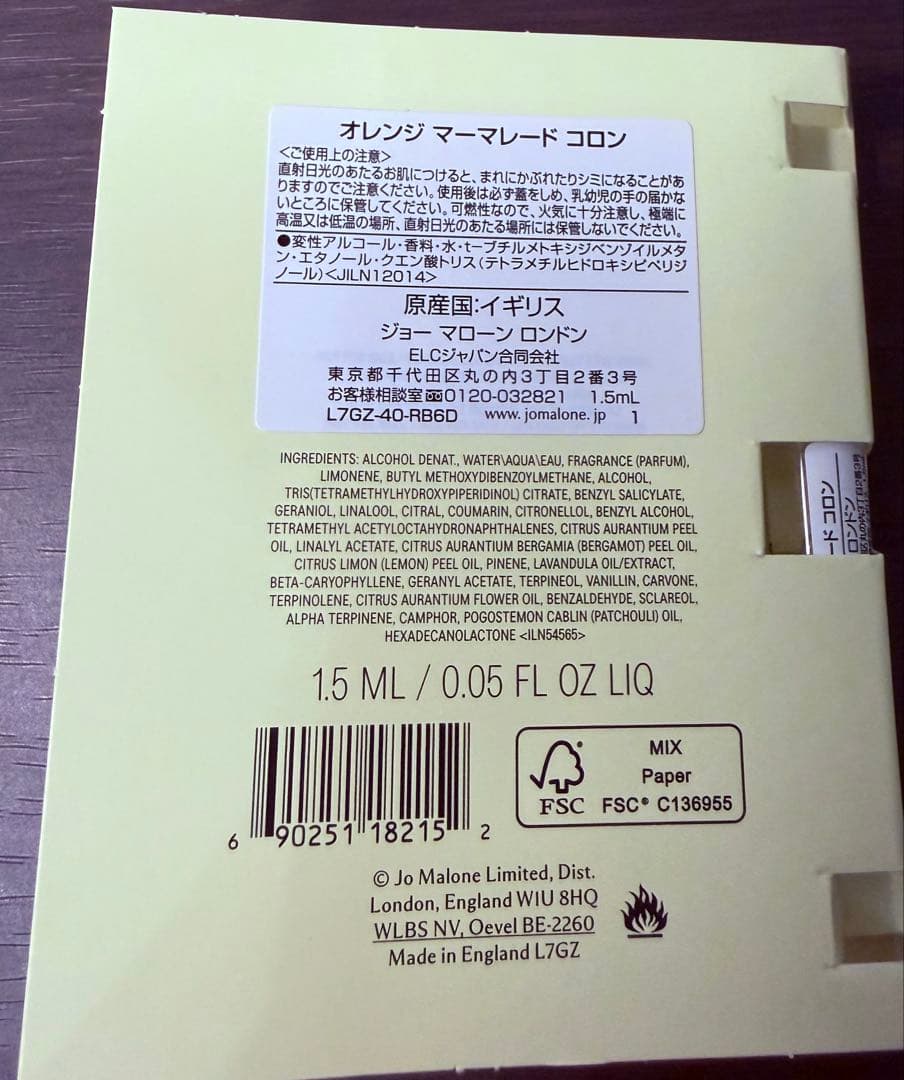 オレンジ マーマレード コロン
<ご使用上の注意>
直射日光のあたるお肌につけると、まれにかぶれたりシミになることがあ
りますのでご注意ください。使用後は必ず蓋をしめ、乳幼児の手の届かな
いところに保管してください。可燃性なので、火気に十分注意し、極端に
高温又は低温の場所、直射日光のあたる場所には保管しないでください。
●変性アルコール・香料・水・t-ブチルメトキシジベンゾイルメタ
ン・エタノール・クエン酸トリス(テトラメチルヒドロキシピペリジ
ノール)<JILN12014>
原産国:イギリス
ジョー マローン ロンドン
ELCジャパン合同会社
東京都千代田区丸の内3丁目2番3号
お客様相談室 0120-032821 1.5mL
L7GZ-40-RB6D www.jomalone.jp 1
INGREDIENTS: ALCOHOL DENAT., WATER\AQUA\EAU, FRAGRANCE (PARFUM),
LIMONENE, BUTYL METHOXYDIBENZOYLMETHANE, ALCOHOL,
TRIS(TETRAMETHYLHYDROXYPIPERIDINOL) CITRATE, BENZYL SALICYLATE,
GERANIOL, LINALOOL, CITRAL, COUMARIN, CITRONELLOL, BENZYL ALCOHOL,
TETRAMETHYL ACETYLOCTAHYDRONAPHTHALENES, CITRUS AURANTIUM PEEL
OIL, LINALYL ACETATE, CITRUS AURANTIUM BERGAMIA (BERGAMOT) PEEL OIL,
CITRUS LIMON (LEMON) PEEL OIL, PINENE, LAVANDULA OIL/EXTRACT,
BETA-CARYOPHYLLENE, GERANYL ACETATE, TERPINEOL, VANILLIN, CARVONE,
TERPINOLENE, CITRUS AURANTIUM FLOWER OIL, BENZALDEHYDE, SCLAREOL,
ALPHA TERPINENE, CAMPHOR, POGOSTEMON CABLIN (PATCHOULI) OIL,
HEXADECANOLACTONE <ILN54565>
1.5 ML / 0.05 FL OZ LIQ
6 90251 18215 2
MIX
Paper
FSC FSC® C136955
© Jo Malone Limited, Dist.
London, England W1U 8HQ
WLBS NV, Oevel BE-2260
Made in England L7GZ
ード コロン
ロンドン
の内3丁目2番3号